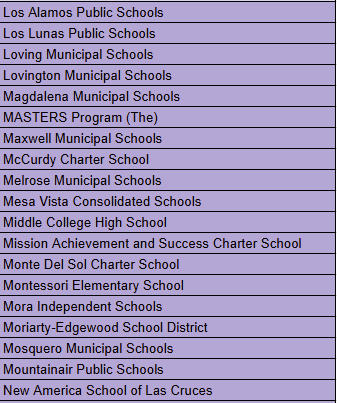 Los Alamos Public Schools
Los Lunas Public Schools
Loving Municipal Schools
Lovington Municipal Schools
Magdalena Municipal Schools
MASTERS Program (The)
Maxwell Municipal Schools
McCurdy Charter School
Melrose Municipal Schools
Mesa Vista Consolidated Schools
Middle College High School
Mission Achievement and Success Charter School
Monte Del Sol Charter School
Montessori Elementary School
Mora Independent Schools
Moriarty-Edgewood School District
Mosquero Municipal Schools
Mountainair Public Schools
New America School of Las Cruces